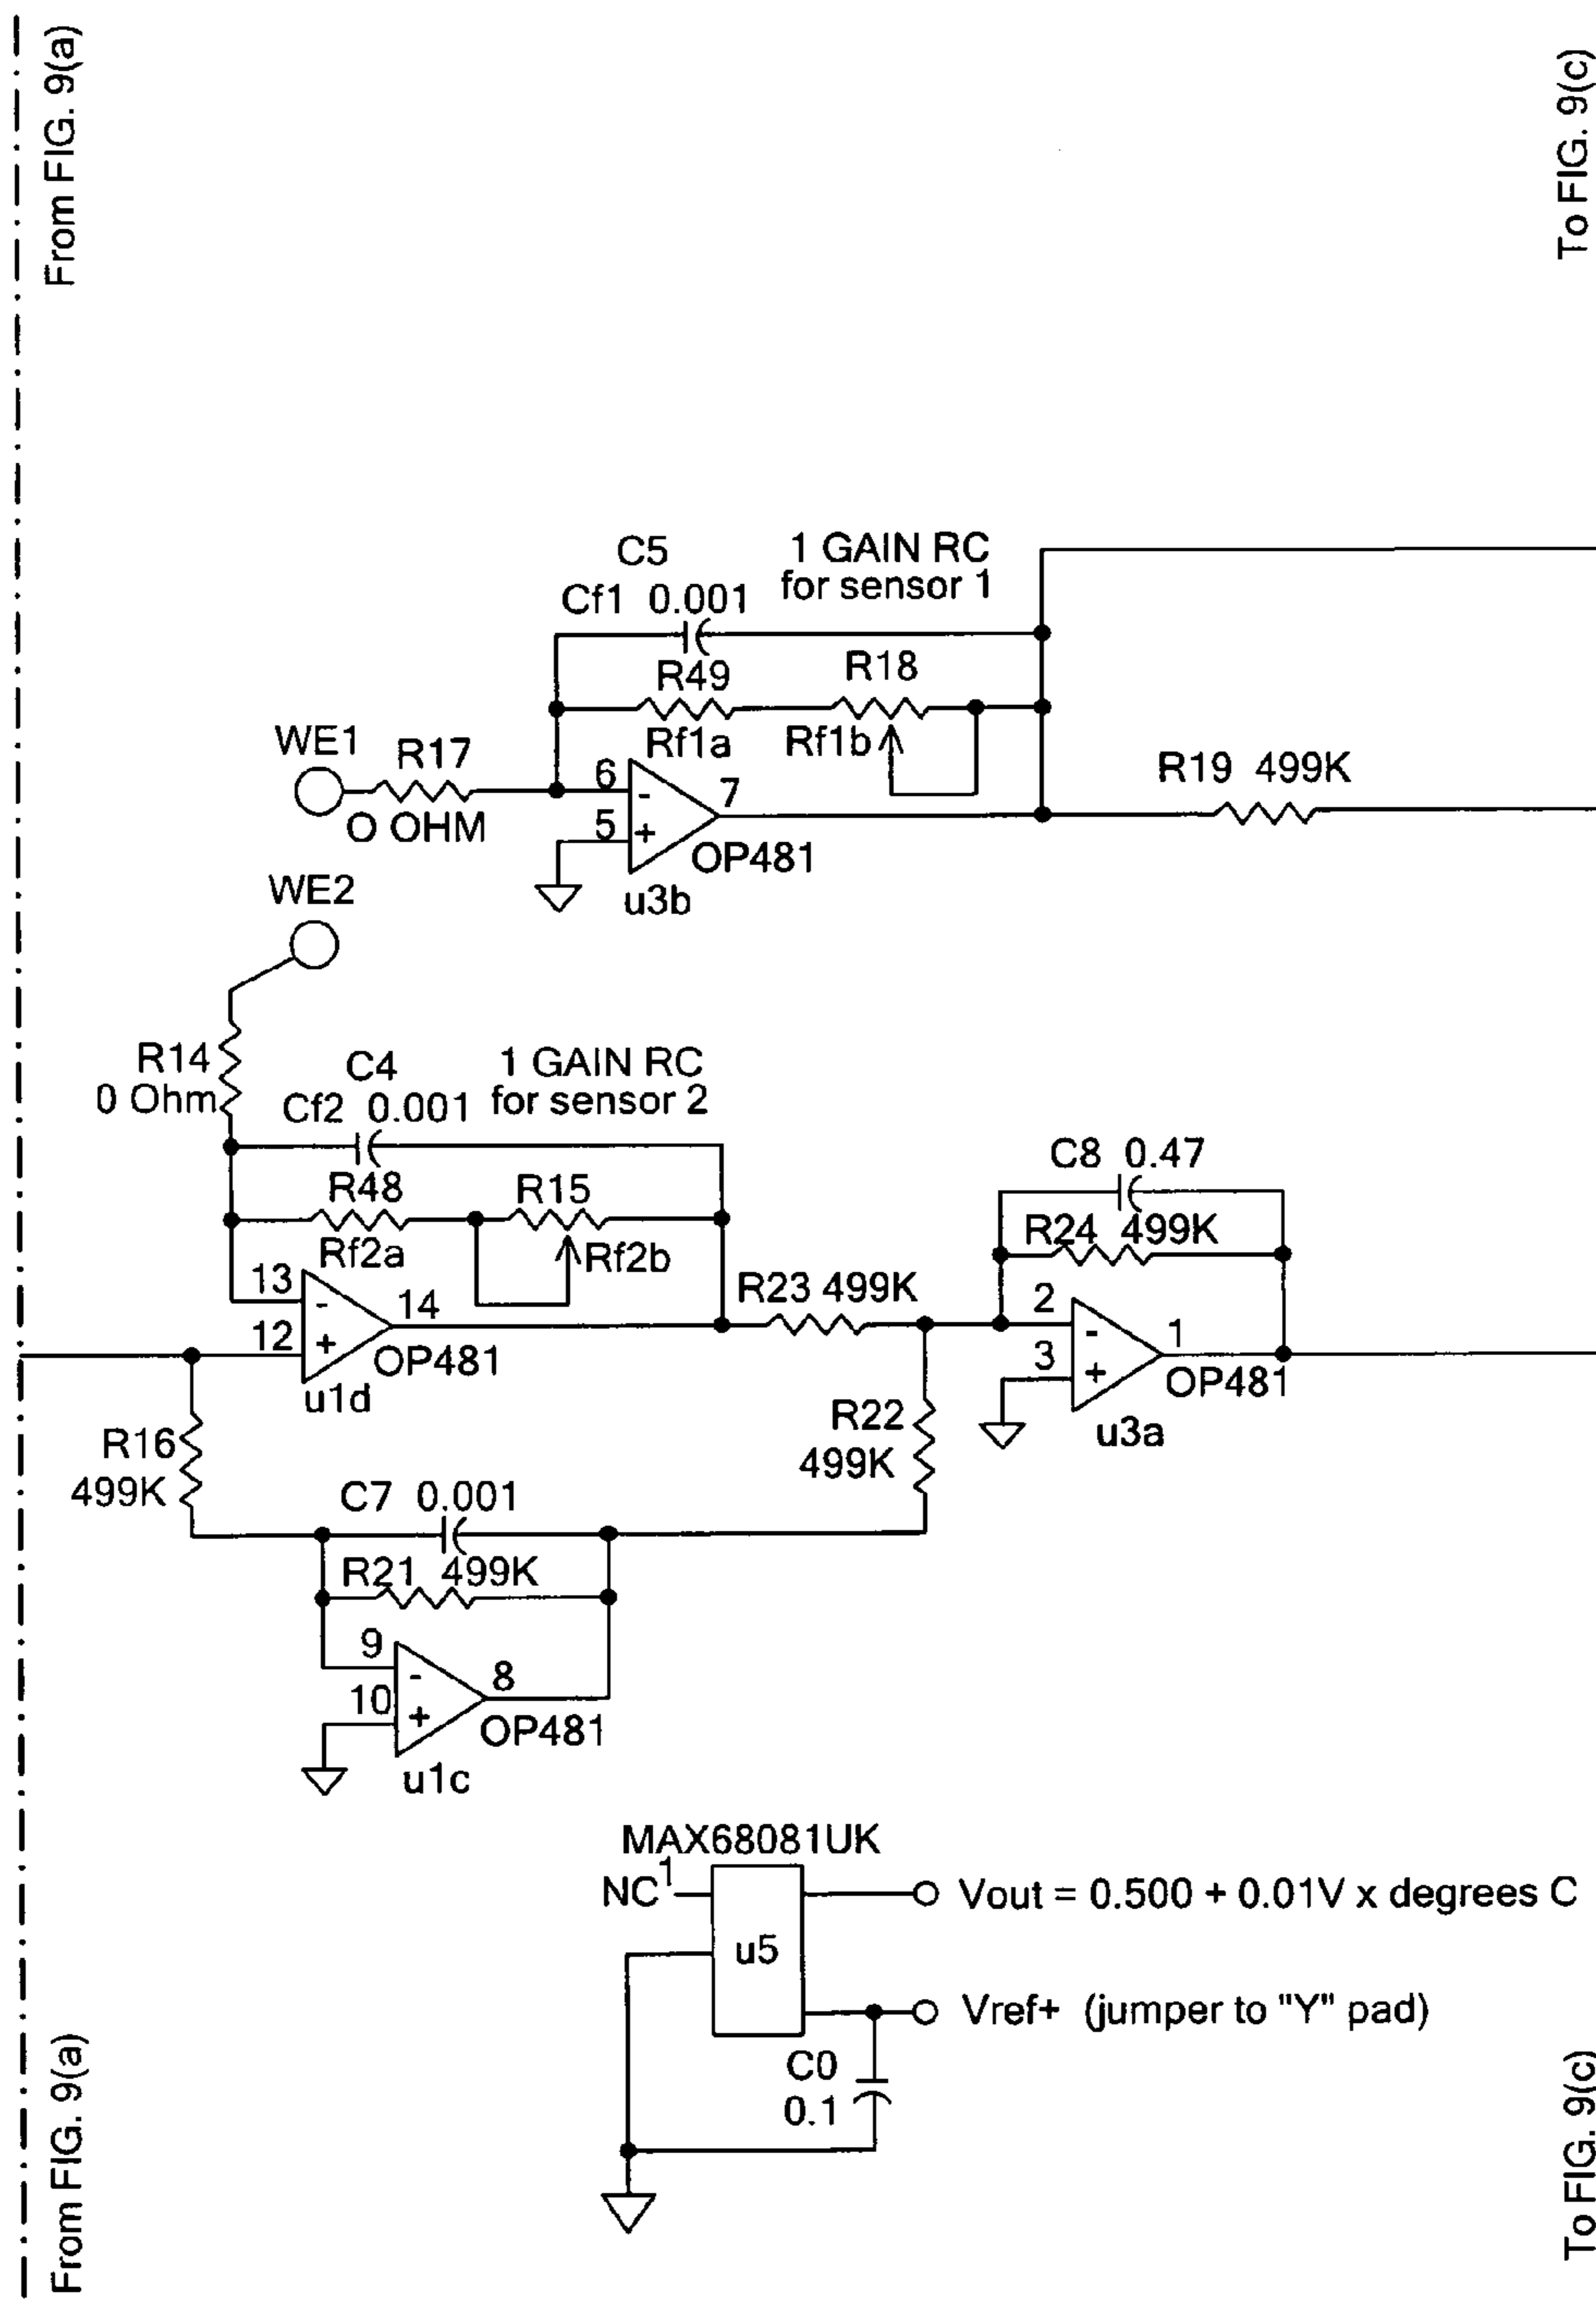 From FIG. 9(a)
To FIG. 9(c)
C5
1 GAIN RC
for sensor 1
Cf1 0.001
R49
R18
Rf1a
Rf1b
WE1
R17
O OHM
6
-
5
+
7
OP481
u3b
R19 499K
WE2
R14
0 Ohm
C4
1 GAIN RC
for sensor 2
Cf2 0.001
R48
R15
Rf2a
Rf2b
13
-
12
+
14
OP481
u1d
R23 499K
C8 0.47
R24 499K
2
-
3
+
1
OP481
u3a
R16
499K
R22
499K
C7 0.001
R21 499K
9
-
10
+
8
OP481
u1c
MAX68081UK
NC 1
u5
Vout = 0.500 + 0.01V x degrees C
Vref+ (jumper to "Y" pad)
C0
0.1
From FIG. 9(a)
To FIG. 9(c)